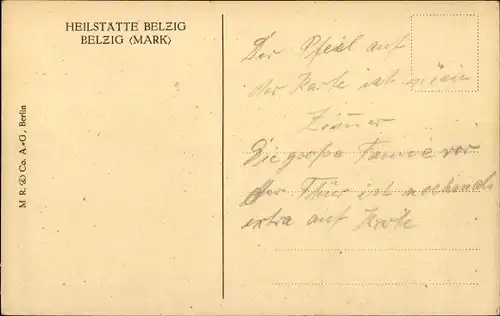 HEILSTÄTTE BELZIG
BELZIG (MARK)
M R & Co. A.-G., Berlin
Der Pfeil auf
der Karte ist mein
Zimmer
Die große Tanne vor
der Thür ist nochmals
extra auf Karte